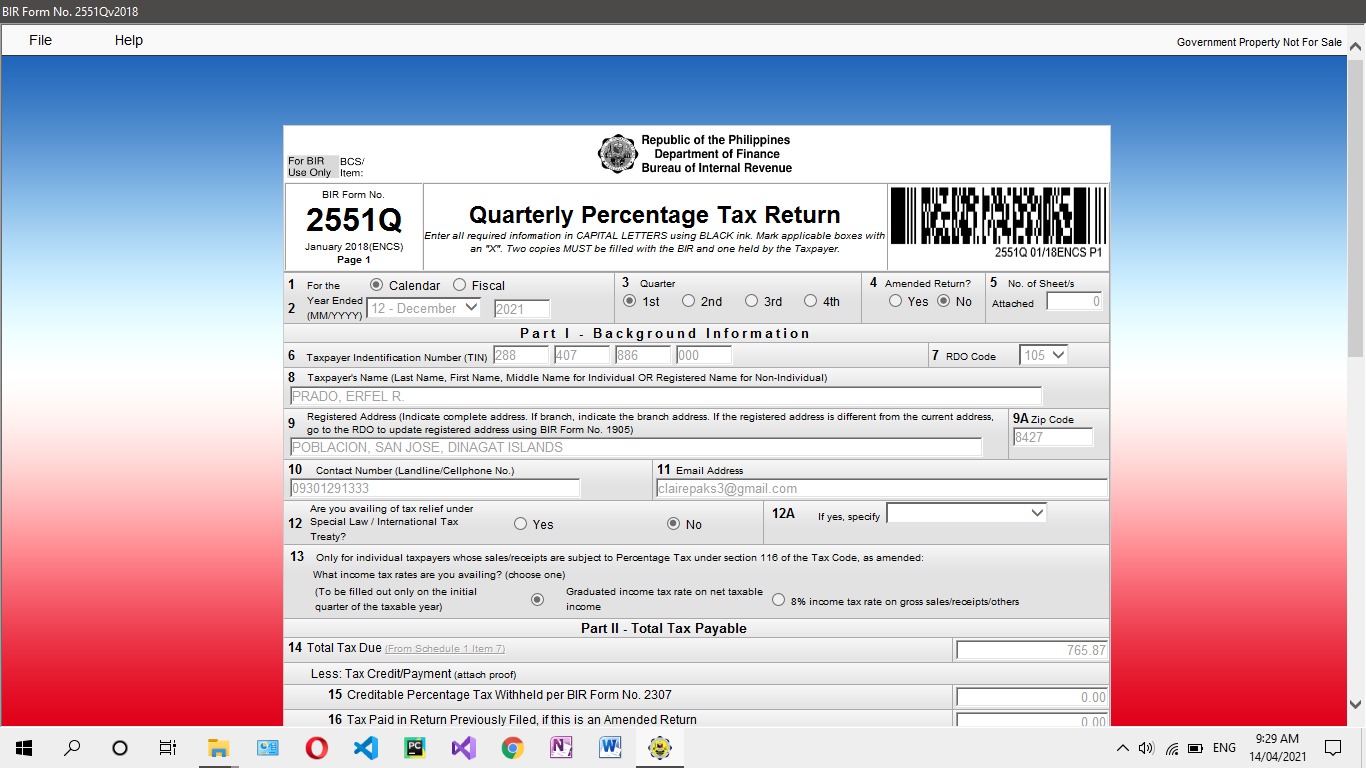 BIR Form No. 2551Qv2018
File Help
Government Property Not For Sale
Republic of the Philippines
Department of Finance
Bureau of Internal Revenue
For BIR BCS/
Use Only Item:
BIR Form No.
2551Q
January 2018(ENCS)
Page 1
Quarterly Percentage Tax Return
Enter all required information in CAPITAL LETTERS using BLACK ink. Mark applicable boxes with
an "X". Two copies MUST be filled with the BIR and one held by the Taxpayer.
2551Q 01/18ENCS P1
1 For the Calendar Fiscal
2 Year Ended (MM/YYYY) 12 - December 2021
3 Quarter
1st 2nd 3rd 4th
4 Amended Return?
Yes No
5 No. of Sheet/s
Attached 0
Part I - Background Information
6 Taxpayer Indentification Number (TIN) 288 407 886 000
7 RDO Code 105
8 Taxpayer's Name (Last Name, First Name, Middle Name for Individual OR Registered Name for Non-Individual)
PRADO, ERFEL R.
9 Registered Address (Indicate complete address. If branch, indicate the branch address. If the registered address is different from the current address,
go to the RDO to update registered address using BIR Form No. 1905)
POBLACION, SAN JOSE, DINAGAT ISLANDS
9A Zip Code
8427
10 Contact Number (Landline/Cellphone No.)
09301291333
11 Email Address
clairepaks3@gmail.com
12 Are you availing of tax relief under
Special Law / International Tax
Treaty?
Yes No
12A If yes, specify
13 Only for individual taxpayers whose sales/receipts are subject to Percentage Tax under section 116 of the Tax Code, as amended:
What income tax rates are you availing? (choose one)
(To be filled out only on the initial
quarter of the taxable year)
Graduated income tax rate on net taxable
income
8% income tax rate on gross sales/receipts/others
Part II - Total Tax Payable
14 Total Tax Due (From Schedule 1 Item 7) 765.87
Less: Tax Credit/Payment (attach proof)
15 Creditable Percentage Tax Withheld per BIR Form No. 2307 0.00
16 Tax Paid in Return Previously Filed, if this is an Amended Return 0.00
ENG
9:29 AM
14/04/2021